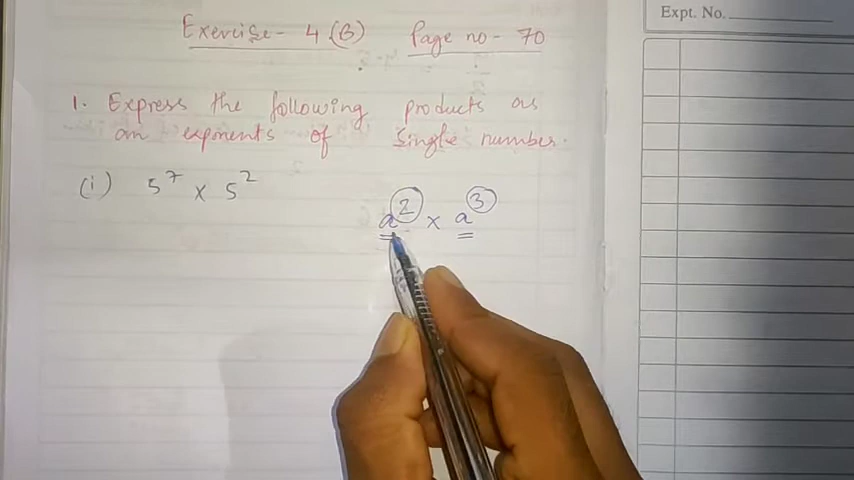 Exercise - 4 (B) Page no - 70
1. Express the following products as
an exponents of single number.
(i) 5⁷ x 5²
a² x a³
Expt. No.